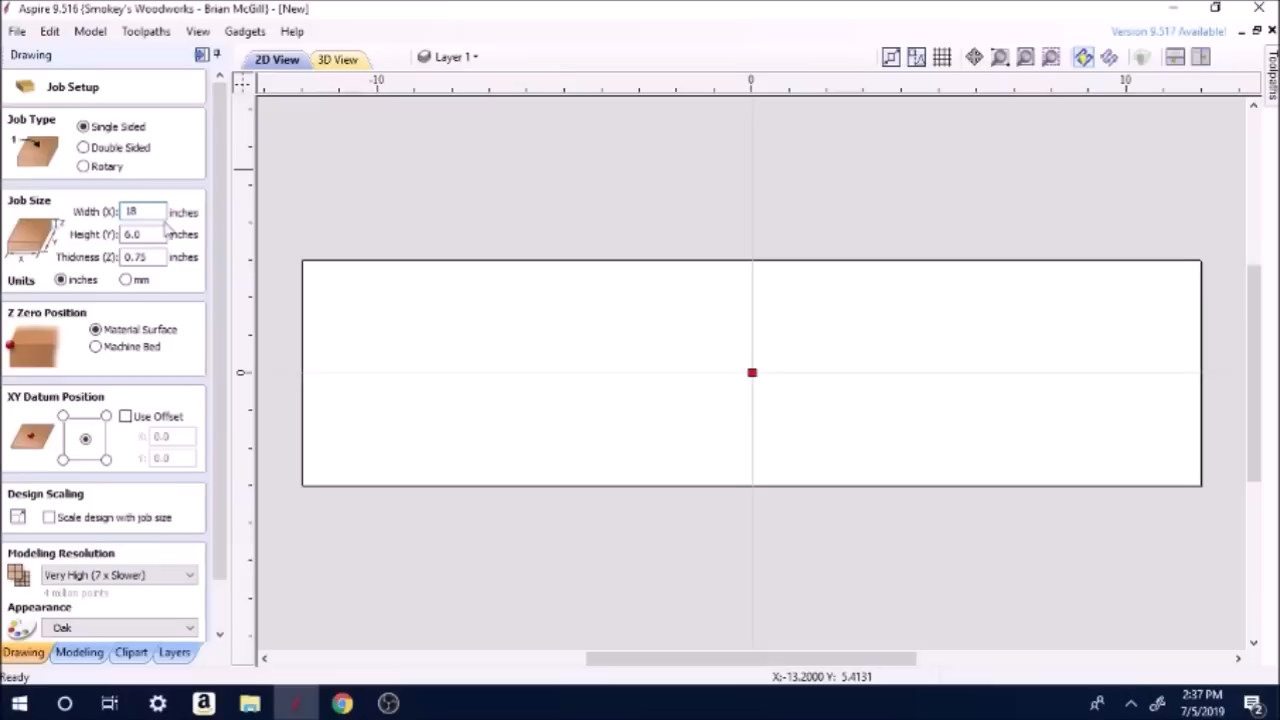 Aspire 9.516 {Smokey's Woodworks - Brian McGill} - [New]
File Edit Model Toolpaths View Gadgets Help
Version 9.517 Available!
Drawing
2D View 3D View Layer 1
Toolpaths
-10 0 10
Job Setup
Job Type
Single Sided
Double Sided
Rotary
Job Size
Width (X): 18 inches
Height (Y): 6.0 inches
Thickness (Z): 0.75 inches
Units inches mm
Z Zero Position
Material Surface
Machine Bed
0
XY Datum Position
Use Offset
X: 0.0
Y: 0.0
Design Scaling
Scale design with job size
Modeling Resolution
Very High (7 x Slower)
4 million points
Appearance
Oak
Drawing Modeling Clipart Layers
Ready
X:-13.2000 Y: 5.4131
2:37 PM
7/5/2019
2